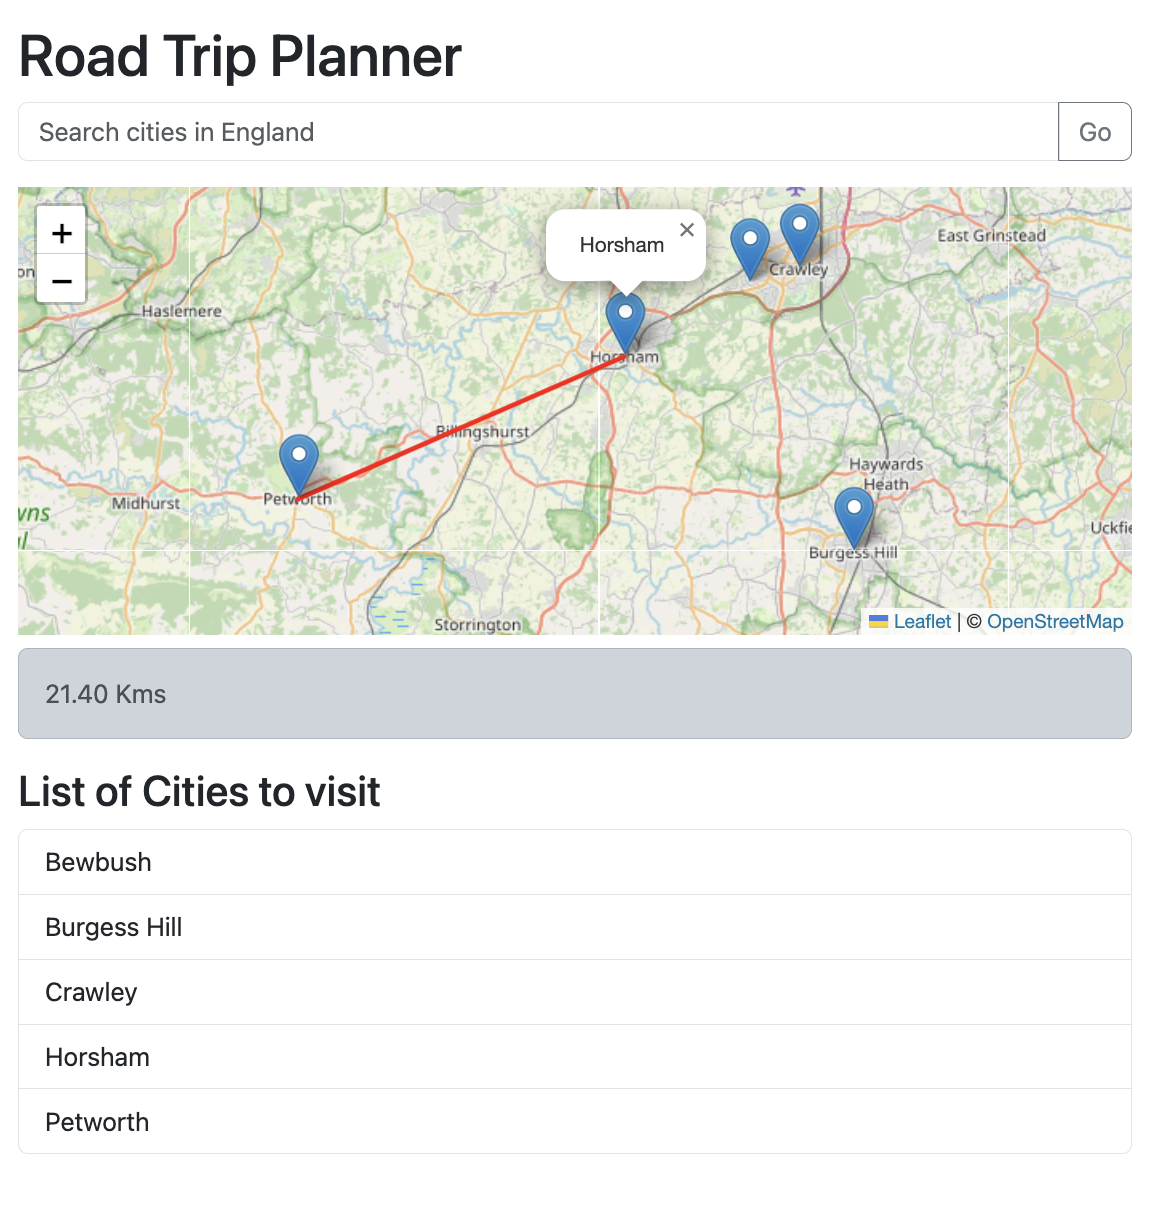 Road Trip Planner
Search cities in England
Go
+
−
Horsham
×
East Grinstead
Crawley
Haslemere
Horsham
Billingshurst
Haywards
Heath
Petworth
Midhurst
Burgess Hill
Storrington
Leaflet | © OpenStreetMap
21.40 Kms
List of Cities to visit
Bewbush
Burgess Hill
Crawley
Horsham
Petworth